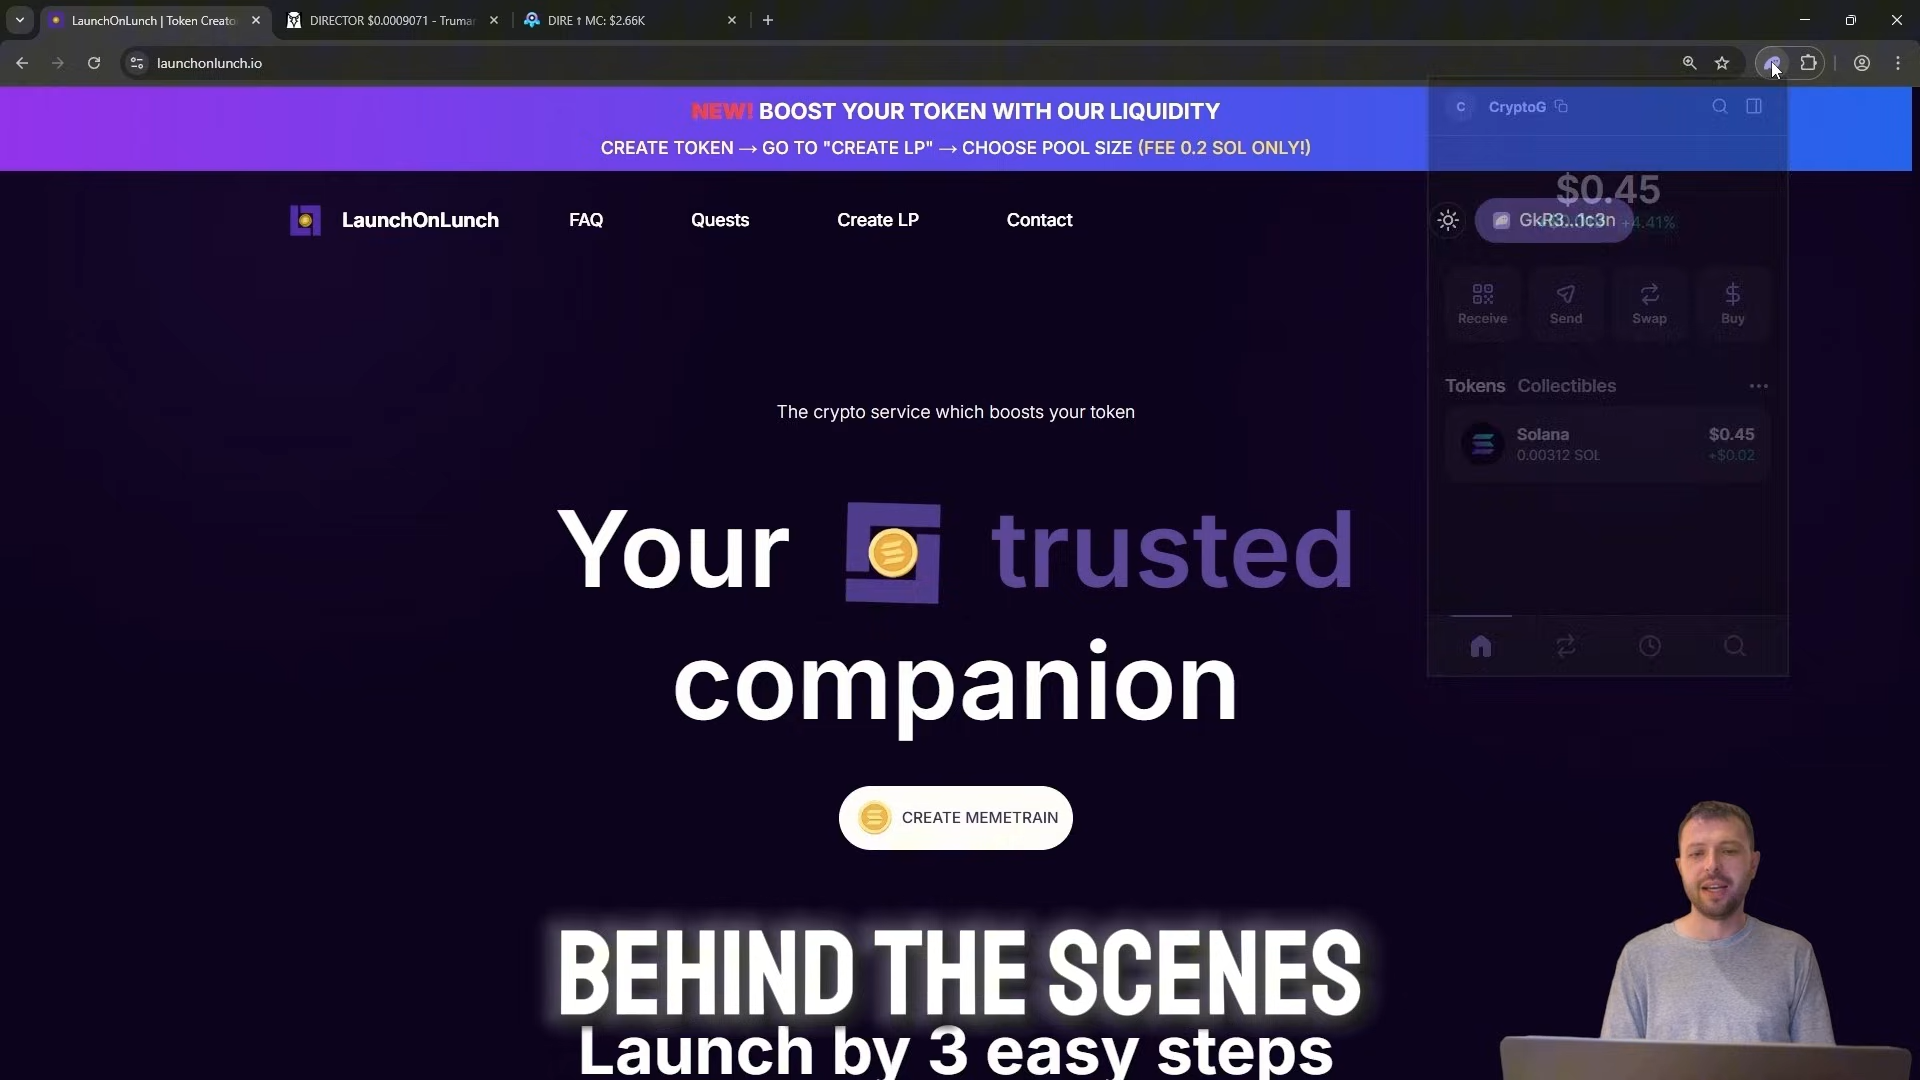 LaunchOnLunch | Token Creato
DIRECTOR $0.0009071 - Truma
DIRE ↑ MC: $2.66K
launchonlunch.io
NEW! BOOST YOUR TOKEN WITH OUR LIQUIDITY
CREATE TOKEN → GO TO "CREATE LP" → CHOOSE POOL SIZE (FEE 0.2 SOL ONLY!)
C CryptoG
$0.45
+4.41%
LaunchOnLunch
FAQ
Quests
Create LP
Contact
GkR3...1c3n
Receive
Send
Swap
Buy
Tokens Collectibles
Solana $0.45
0.00312 SOL +$0.02
The crypto service which boosts your token
Your trusted
companion
CREATE MEMETRAIN
BEHIND THE SCENES
Launch by 3 easy steps